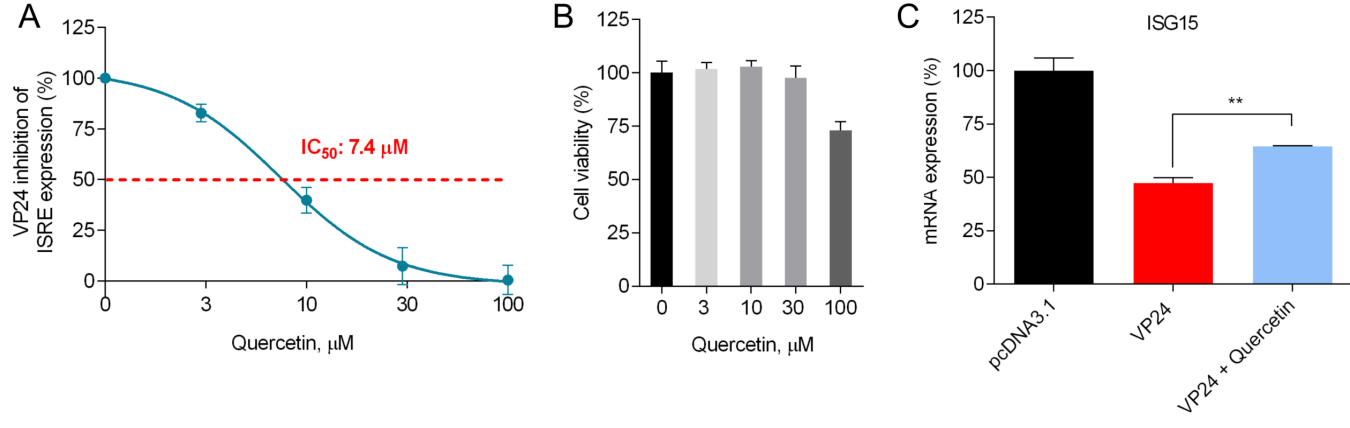 A
VP24 inhibition of
ISRE expression (%)
125
100
75
50
25
0
IC50: 7.4 μM
0 3 10 30 100
Quercetin, μM
B
Cell viability (%)
125
100
75
50
25
0
0 3 10 30 100
Quercetin, μM
C
ISG15
mRNA expression (%)
125
100
75
50
25
0
**
pcDNA3.1
VP24
VP24 + Quercetin